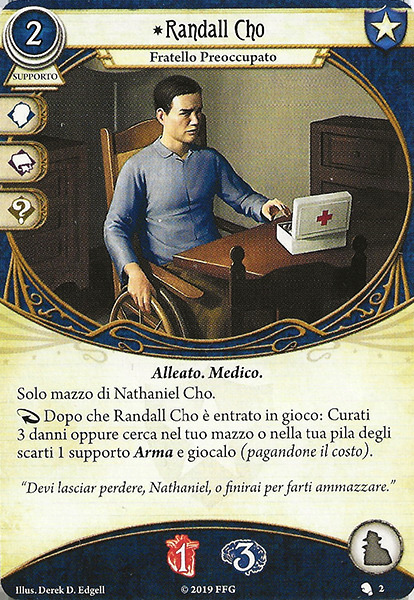 2
*Randall Cho
SUPPORTO
Fratello Preoccupato
?
Alleato. Medico.
Solo mazzo di Nathaniel Cho.
Dopo che Randall Cho è entrato in gioco: Curati
3 danni oppure cerca nel tuo mazzo o nella tua pila degli
scarti 1 supporto Arma e giocalo (pagandone il costo).
“Devi lasciar perdere, Nathaniel, o finirai per farti ammazzare.”
1 3
Illus. Derek D. Edgell © 2019 FFG 2